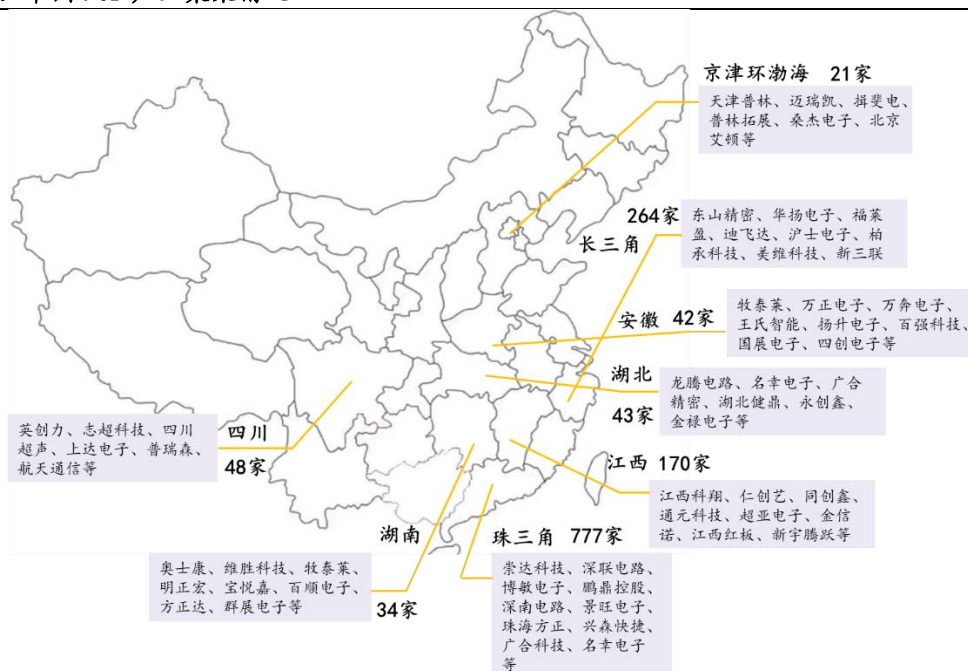 京津环渤海 21家
天津普林、迈瑞凯、揖斐电、
普林拓展、桑杰电子、北京
艾顿等
264家
长三角
东山精密、华扬电子、福莱
盈、迪飞达、沪士电子、柏
承科技、美维科技、新三联
安徽 42家
牧泰莱、万正电子、万奔电子、
王氏智能、扬升电子、百强科技、
国展电子、四创电子等
湖北
43家
龙腾电路、名幸电子、广合
精密、湖北健鼎、永创鑫、
金禄电子等
英创力、志超科技、四川
超声、上达电子、普瑞森、
航天通信等
四川
48家
江西 170家
江西科翔、仁创艺、同创鑫、
通元科技、超亚电子、金信
诺、江西红板、新宇腾跃等
湖南
34家
奥士康、维胜科技、牧泰莱、
明正宏、宝悦嘉、百顺电子、
方正达、群展电子等
珠三角 777家
崇达科技、深联电路、
博敏电子、鹏鼎控股、
深南电路、景旺电子、
珠海方正、兴森快捷、
广合科技、名幸电子
等